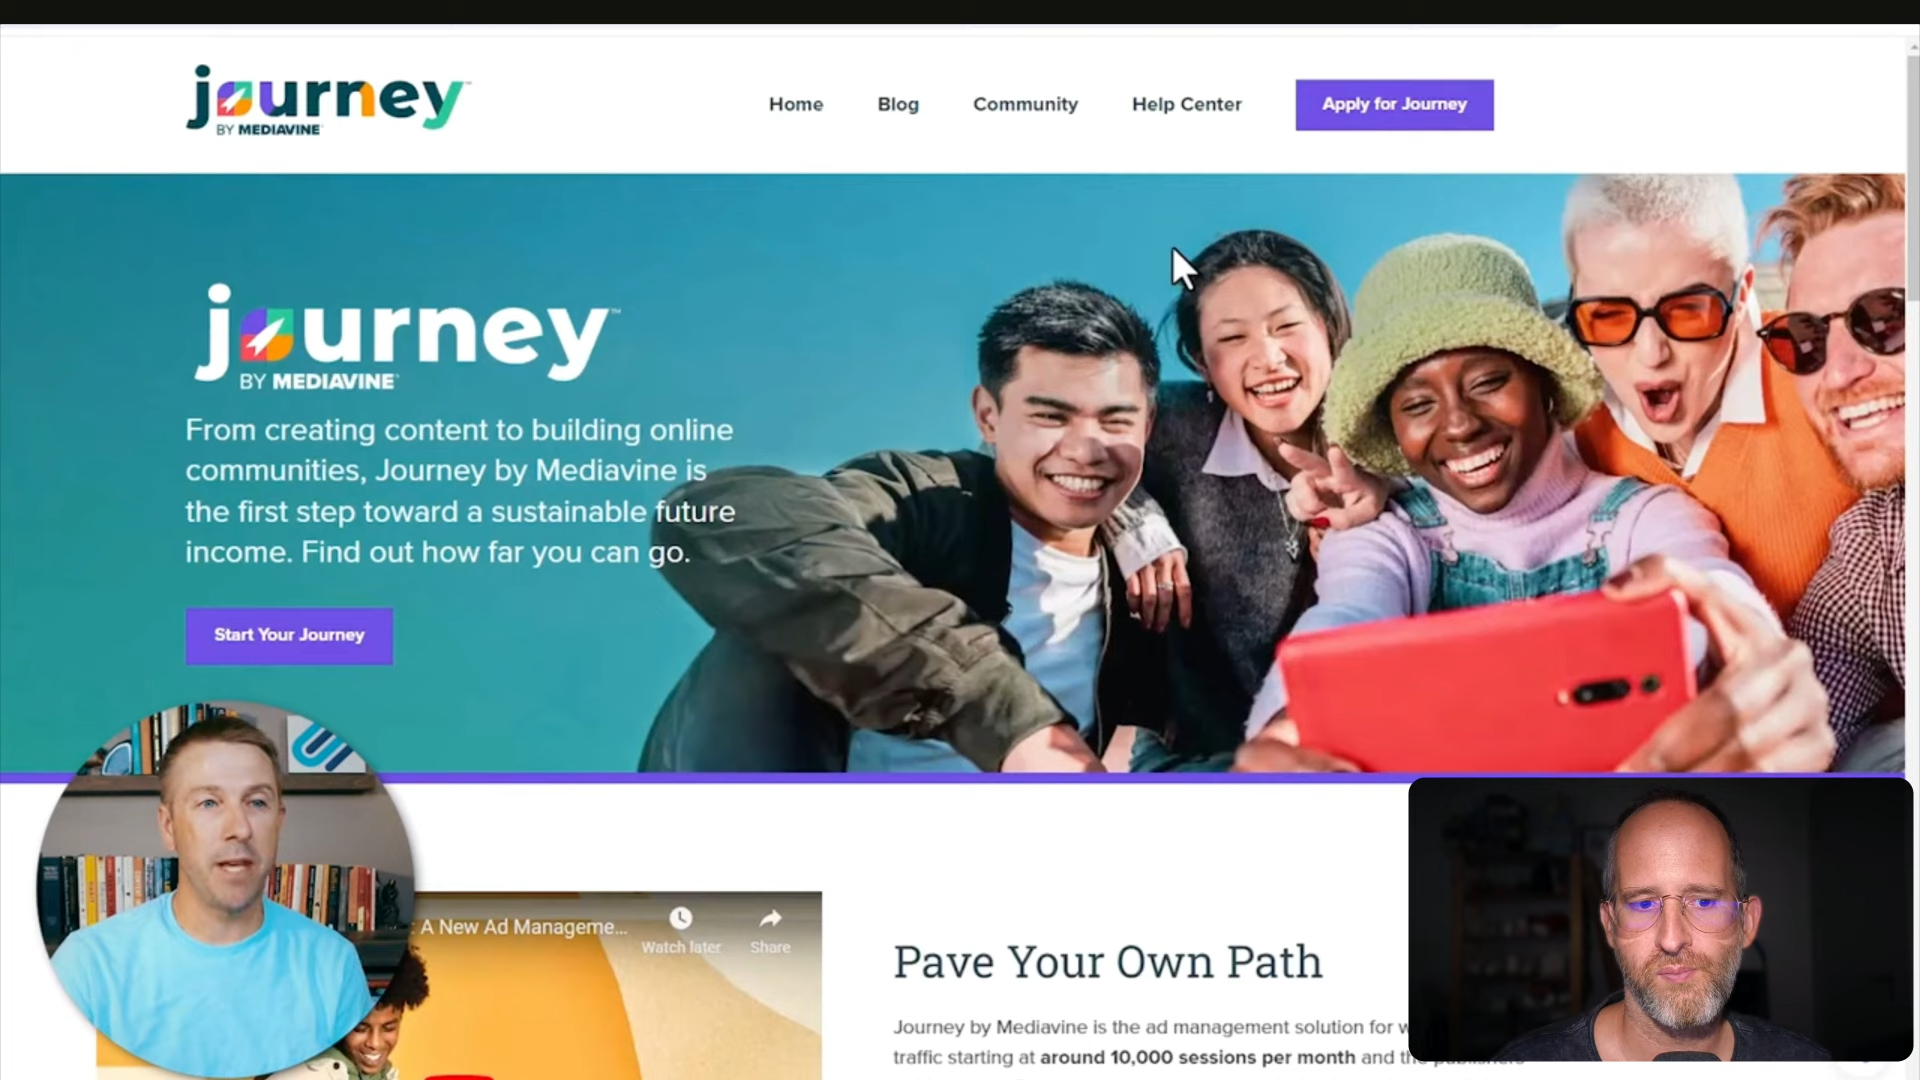 journey™
BY MEDIAVINE
Home
Blog
Community
Help Center
Apply for Journey
journey™
BY MEDIAVINE
From creating content to building online
communities, Journey by Mediavine is
the first step toward a sustainable future
income. Find out how far you can go.
Start Your Journey
: A New Ad Manageme...
Watch later
Share
Pave Your Own Path
Journey by Mediavine is the ad management solution for
traffic starting at around 10,000 sessions per month and